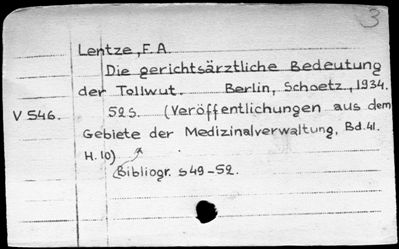 3
Lentze, F. A.
Die gerichtsärztliche Bedeutung
der Tollwut. Berlin, Schoetz, 1934.
V 546. 52 S. (Veröffentlichungen aus dem
Gebiete der Medizinalverwaltung, Bd. 41.
H. 10)
(Bibliogr. s 49-52.